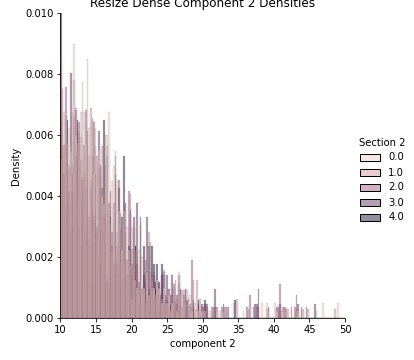 Resize Dense Component 2 Densities
0.010
0.008
0.006
0.004
0.002
0.000
Density
10 15 20 25 30 35 40 45 50
component 2
Section 2
0.0
1.0
2.0
3.0
4.0